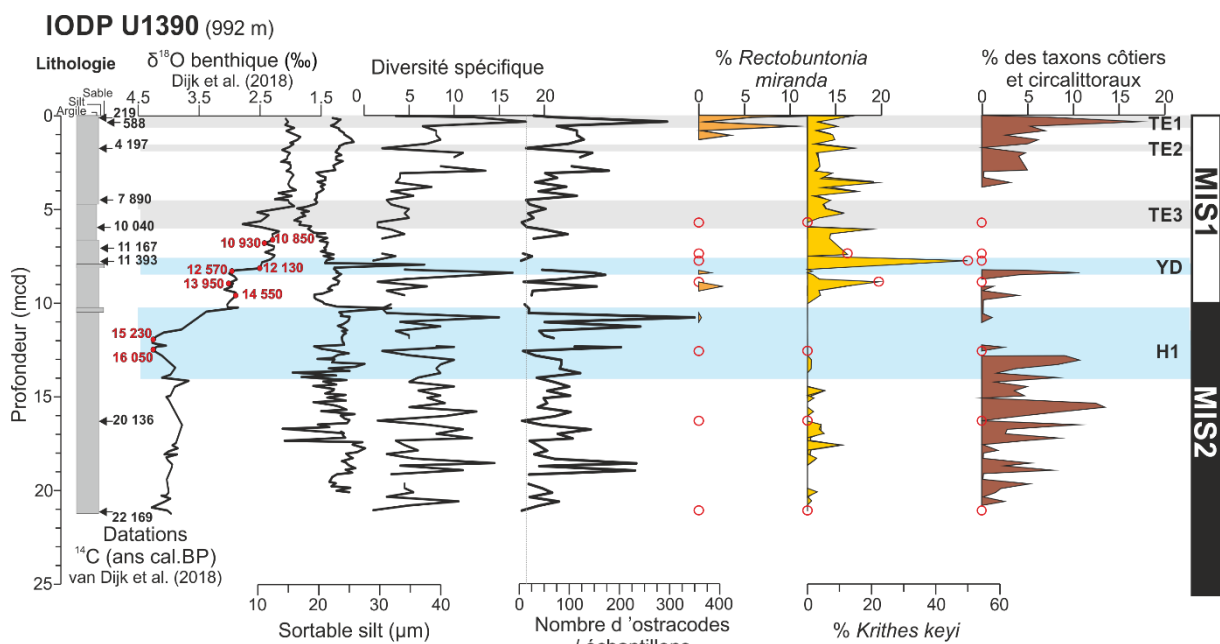 IODP U1390 (992 m)
Lithologie
Sable
Silt
Argile
δ¹⁸O benthique (‰)
Dijk et al. (2018)
4.5 3.5 2.5 1.5
Diversité spécifique
0 5 10 15 20
% Rectobuntonia
miranda
0 5 10 15 20
% des taxons côtiers
et circalittoraux
0 5 10 15 20
Profondeur (mcd)
0
5
10
15
20
25
219
588
4 197
7 890
10 040
11 167
11 393
20 136
22 169
10 930
10 850
12 570
12 130
13 950
14 550
15 230
16 050
TE1
TE2
TE3
YD
H1
MIS1
MIS2
Datations
¹⁴C (ans cal.BP)
van Dijk et al. (2018)
10 20 30 40
Sortable silt (µm)
0 100 200 300 400
Nombre d 'ostracodes
0 20 40 60
% Krithes keyi